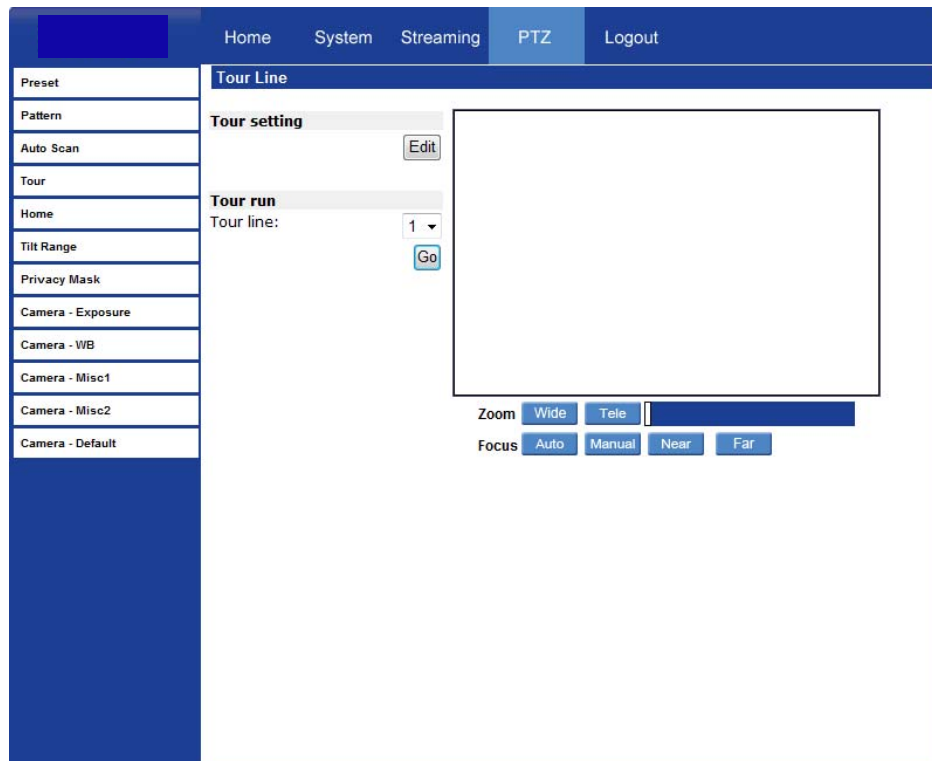 Home System Streaming PTZ Logout
Preset
Pattern
Auto Scan
Tour
Home
Tilt Range
Privacy Mask
Camera - Exposure
Camera - WB
Camera - Misc1
Camera - Misc2
Camera - Default
Tour Line
Tour setting
Edit
Tour run
Tour line: 1
Go
Zoom Wide Tele
Focus Auto Manual Near Far